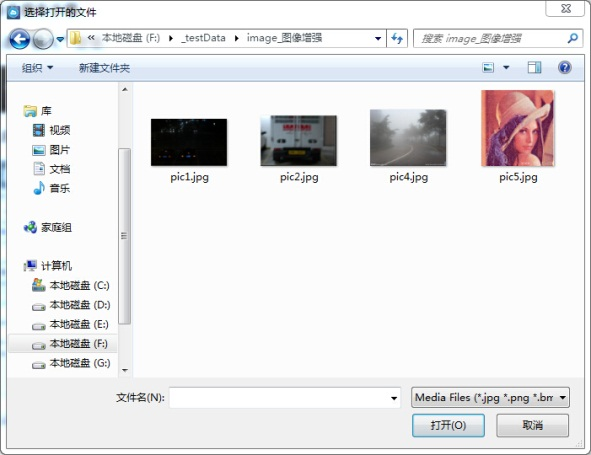 选择打开的文件
« 本地磁盘 (F:) _testData image_图像增强
搜索 image_图像增强
组织 新建文件夹
库
视频
图片
文档
音乐
家庭组
计算机
本地磁盘 (C:)
本地磁盘 (D:)
本地磁盘 (E:)
本地磁盘 (F:)
本地磁盘 (G:)
pic1.jpg
pic2.jpg
pic4.jpg
pic5.jpg
文件名(N):
Media Files (*.jpg *.png *.bm
打开(O)
取消